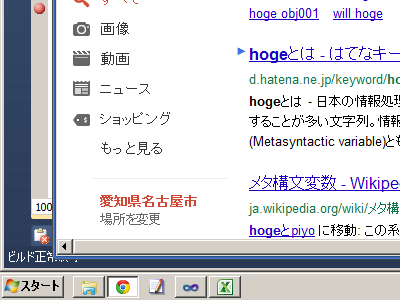 すべて
画像
動画
ニュース
ショッピング
もっと見る
愛知県名古屋市
場所を変更
hoge obj001 will hoge
hogeとは - はてなキー
d.hatena.ne.jp/keyword/ho
hogeとは - 日本の情報処理
することが多い文字列。情報
(Metasyntactic variable)とも
メタ構文変数 - Wikipe
ja.wikipedia.org/wiki/メタ構
hogeとpiyo に移動: この系
100
ビルド正常
スタート